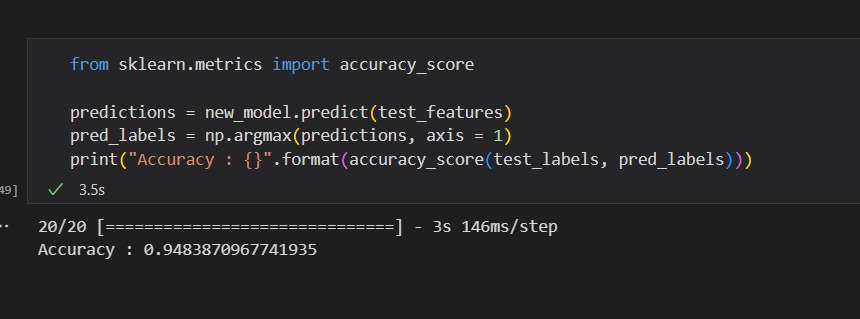 from sklearn.metrics import accuracy_score
predictions = new_model.predict(test_features)
pred_labels = np.argmax(predictions, axis = 1)
print("Accuracy : {}".format(accuracy_score(test_labels, pred_labels)))
49]
3.5s
20/20 [==============================] - 3s 146ms/step
Accuracy : 0.9483870967741935